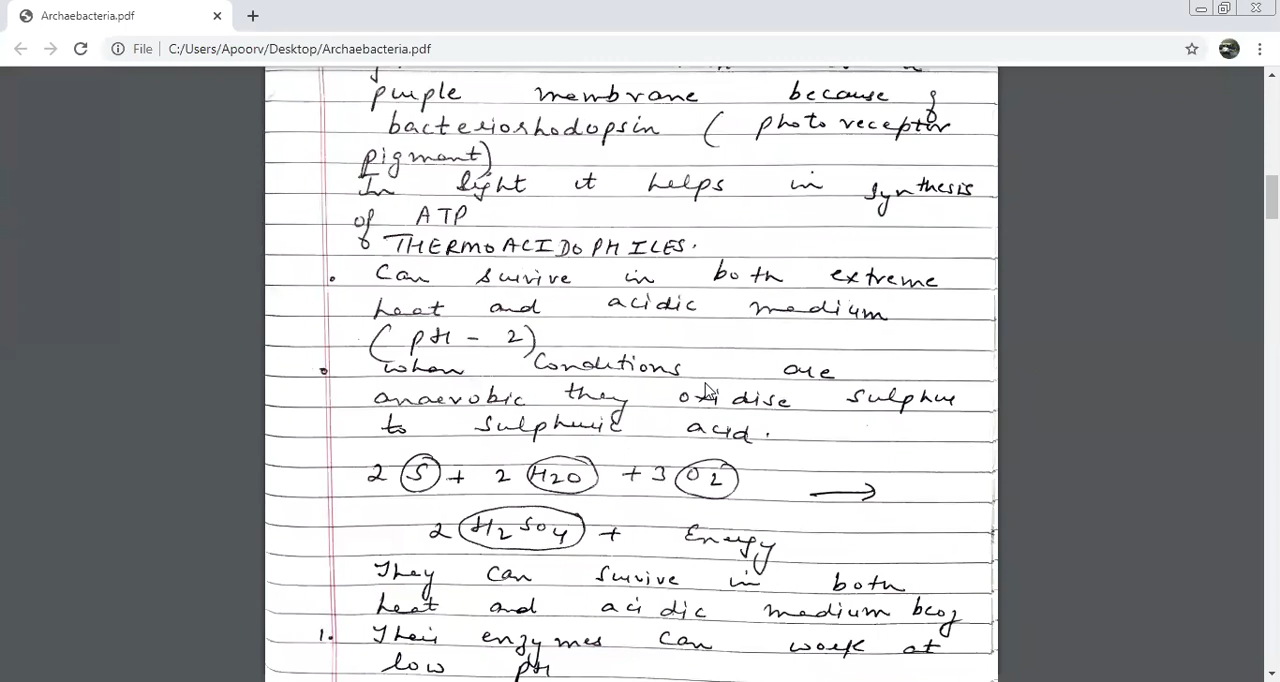 Archaebacteria.pdf
File C:/Users/Apoorv/Desktop/Archaebacteria.pdf
purple membrane because of
bacteriorhodopsin ( photo receptor
pigment)
In light it helps in synthesis
of ATP
THERMOACIDOPHILES.
. Can survive in both extreme
heat and acidic medium
( pH - 2)
. when conditions are
anaerobic they oxidise sulphur
to sulphuric acid.
2 S + 2 H2O + 3 O2 →
2 H2SO4 + Energy
They can survive in both
heat and acidic medium bcoz
1. Their enzymes can work at
low pH